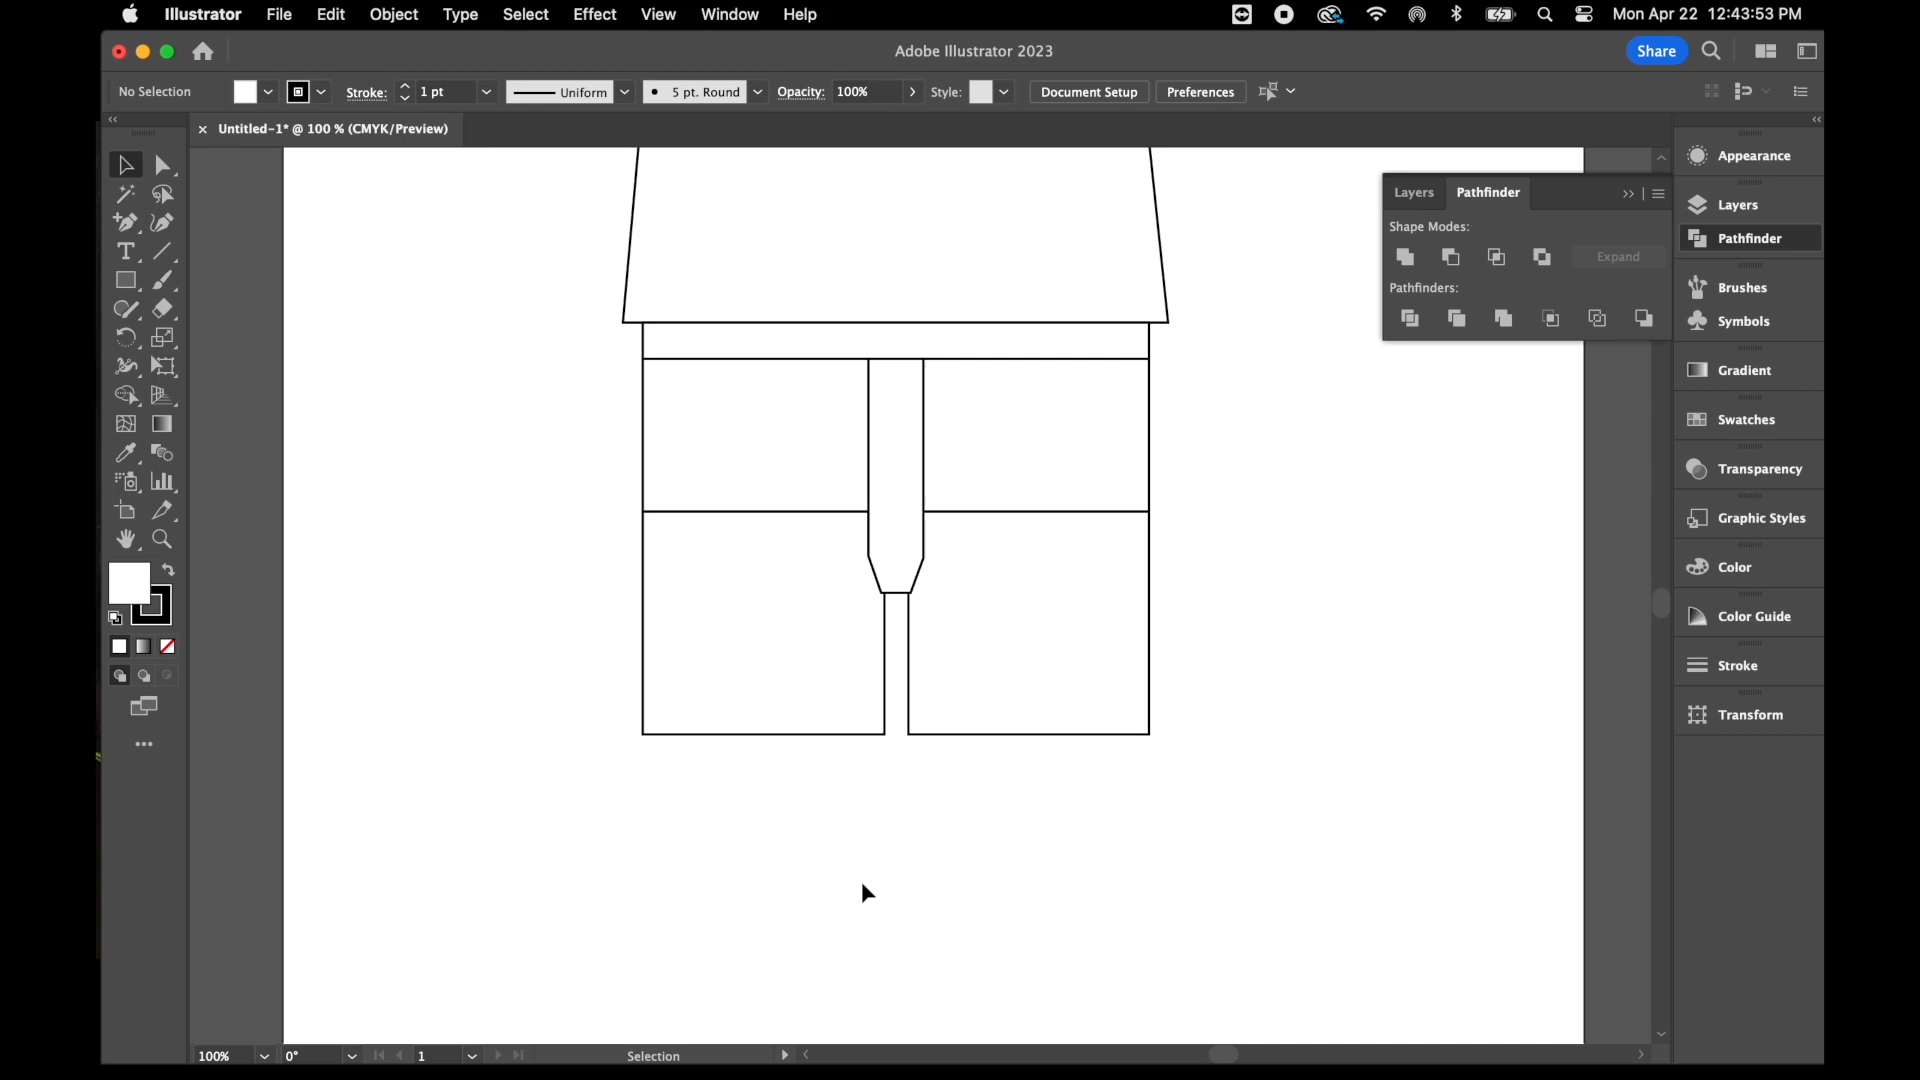 Illustrator File Edit Object Type Select Effect View Window Help Mon Apr 22 12:43:53 PM
Adobe Illustrator 2023 Share
No Selection Stroke: 1 pt Uniform 5 pt. Round Opacity: 100% Style: Document Setup Preferences
× Untitled-1* @ 100 % (CMYK/Preview)
Layers Pathfinder
Shape Modes:
Expand
Pathfinders:
Appearance
Layers
Pathfinder
Brushes
Symbols
Gradient
Swatches
Transparency
Graphic Styles
Color
Color Guide
Stroke
Transform
100% 0° 1 Selection